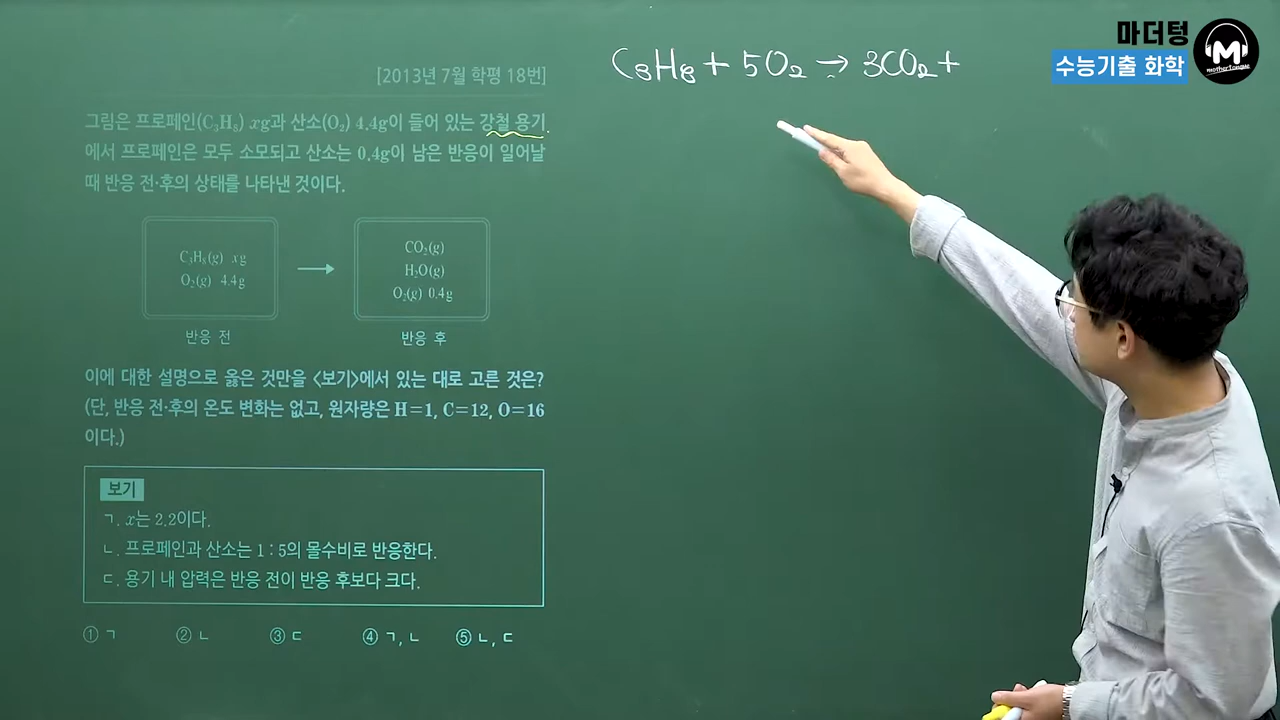 마더텅
수능기출 화학
M
mothertongue
C₃H₈ + 5O₂ → 3CO₂ +
[2013년 7월 학평 18번]
그림은 프로페인(C₃H₈) xg과 산소(O₂) 4.4g이 들어 있는 강철 용기
에서 프로페인은 모두 소모되고 산소는 0.4g이 남은 반응이 일어날
때 반응 전·후의 상태를 나타낸 것이다.
C₃H₈(g) xg
O₂(g) 4.4g
반응 전
CO₂(g)
H₂O(g)
O₂(g) 0.4g
반응 후
이에 대한 설명으로 옳은 것만을 <보기>에서 있는 대로 고른 것은?
(단, 반응 전·후의 온도 변화는 없고, 원자량은 H=1, C=12, O=16
이다.)
보기
ㄱ. x는 2.2이다.
ㄴ. 프로페인과 산소는 1 : 5의 몰수비로 반응한다.
ㄷ. 용기 내 압력은 반응 전이 반응 후보다 크다.
① ㄱ ② ㄴ ③ ㄷ ④ ㄱ, ㄴ ⑤ ㄴ, ㄷ